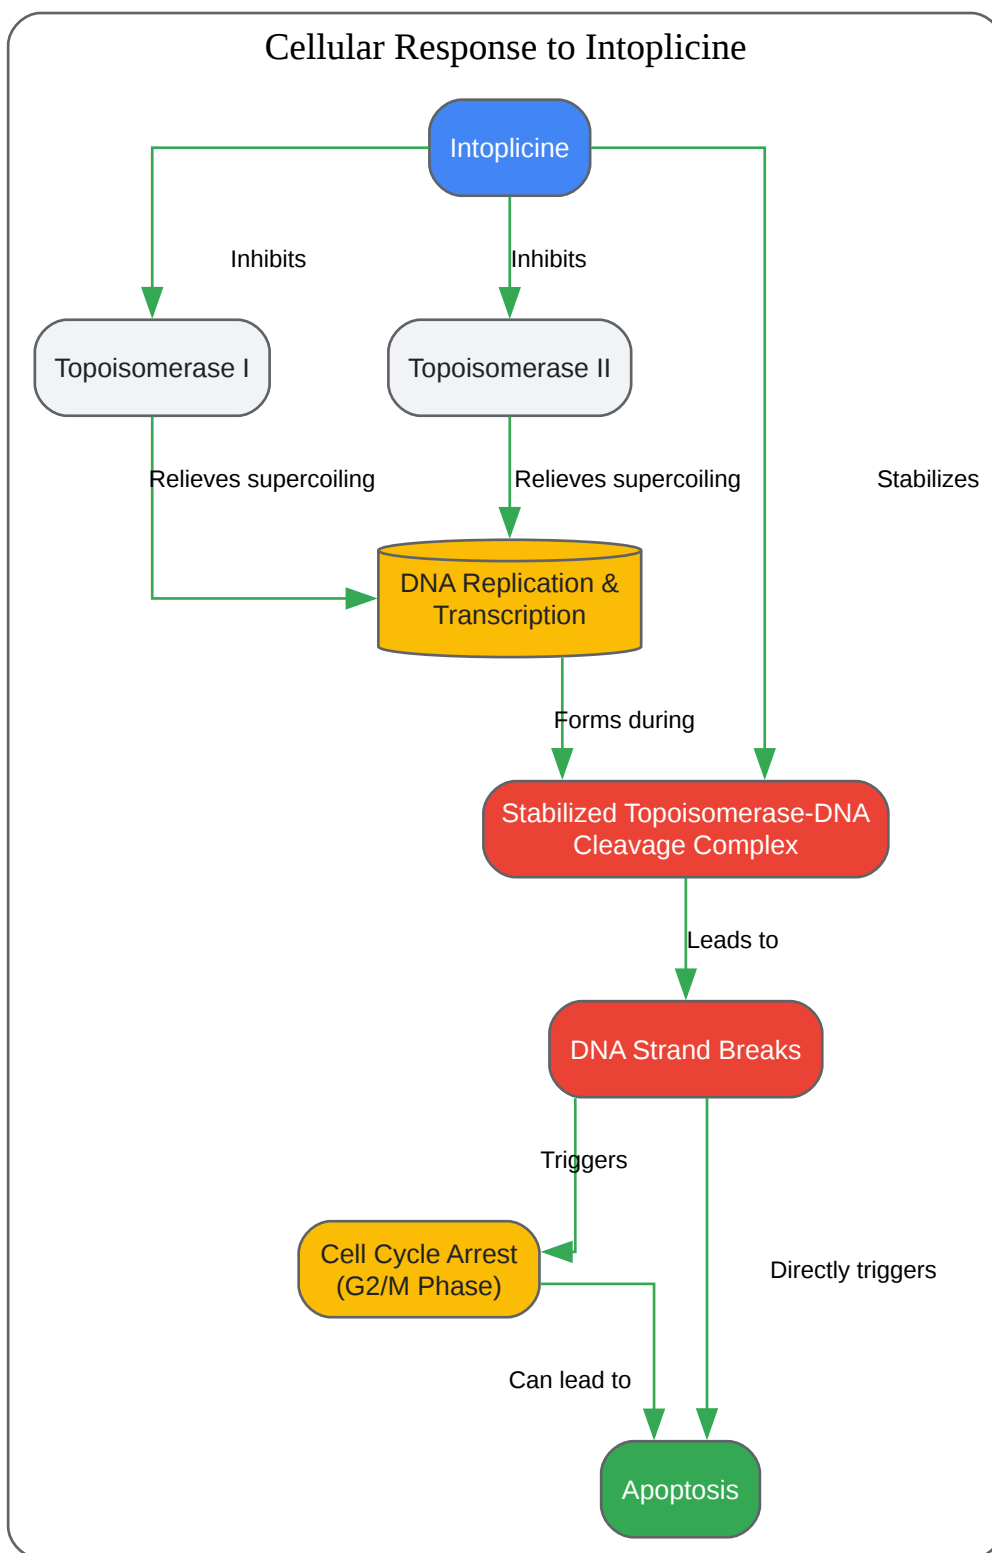 Cellular Response to Intoplicine
Intoplicine
Inhibits
Inhibits
Topoisomerase I
Topoisomerase II
Relieves supercoiling
Relieves supercoiling
Stabilizes
DNA Replication &
Transcription
Forms during
Stabilized Topoisomerase-DNA
Cleavage Complex
Leads to
DNA Strand Breaks
Triggers
Cell Cycle Arrest
(G2/M Phase)
Directly triggers
Can lead to
Apoptosis